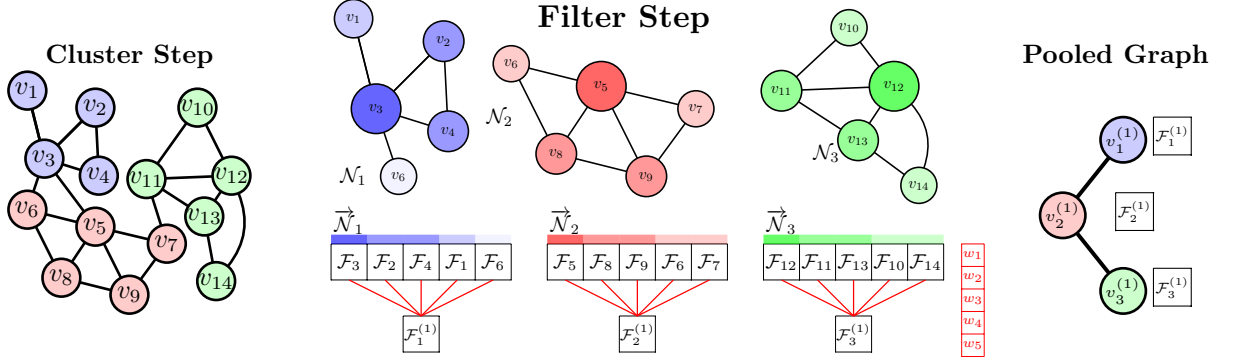 Cluster Step
v₁
v₂
v₃
v₄
v₆
v₅
v₇
v₈
v₉
v₁₀
v₁₁
v₁₂
v₁₃
v₁₄
Filter Step
v₁
v₂
v₃
v₄
v₆
𝒩₁
v₆
v₅
v₇
v₈
v₉
𝒩₂
v₁₀
v₁₁
v₁₂
v₁₃
v₁₄
𝒩₃
𝒩⃗₁
ℱ₃ ℱ₂ ℱ₄ ℱ₁ ℱ₆
ℱ₁⁽¹⁾
𝒩⃗₂
ℱ₅ ℱ₈ ℱ₉ ℱ₆ ℱ₇
ℱ₂⁽¹⁾
𝒩⃗₃
ℱ₁₂ ℱ₁₁ ℱ₁₃ ℱ₁₀ ℱ₁₄
ℱ₃⁽¹⁾
w₁
w₂
w₃
w₄
w₅
Pooled Graph
v₁⁽¹⁾ ℱ₁⁽¹⁾
v₂⁽¹⁾ ℱ₂⁽¹⁾
v₃⁽¹⁾ ℱ₃⁽¹⁾